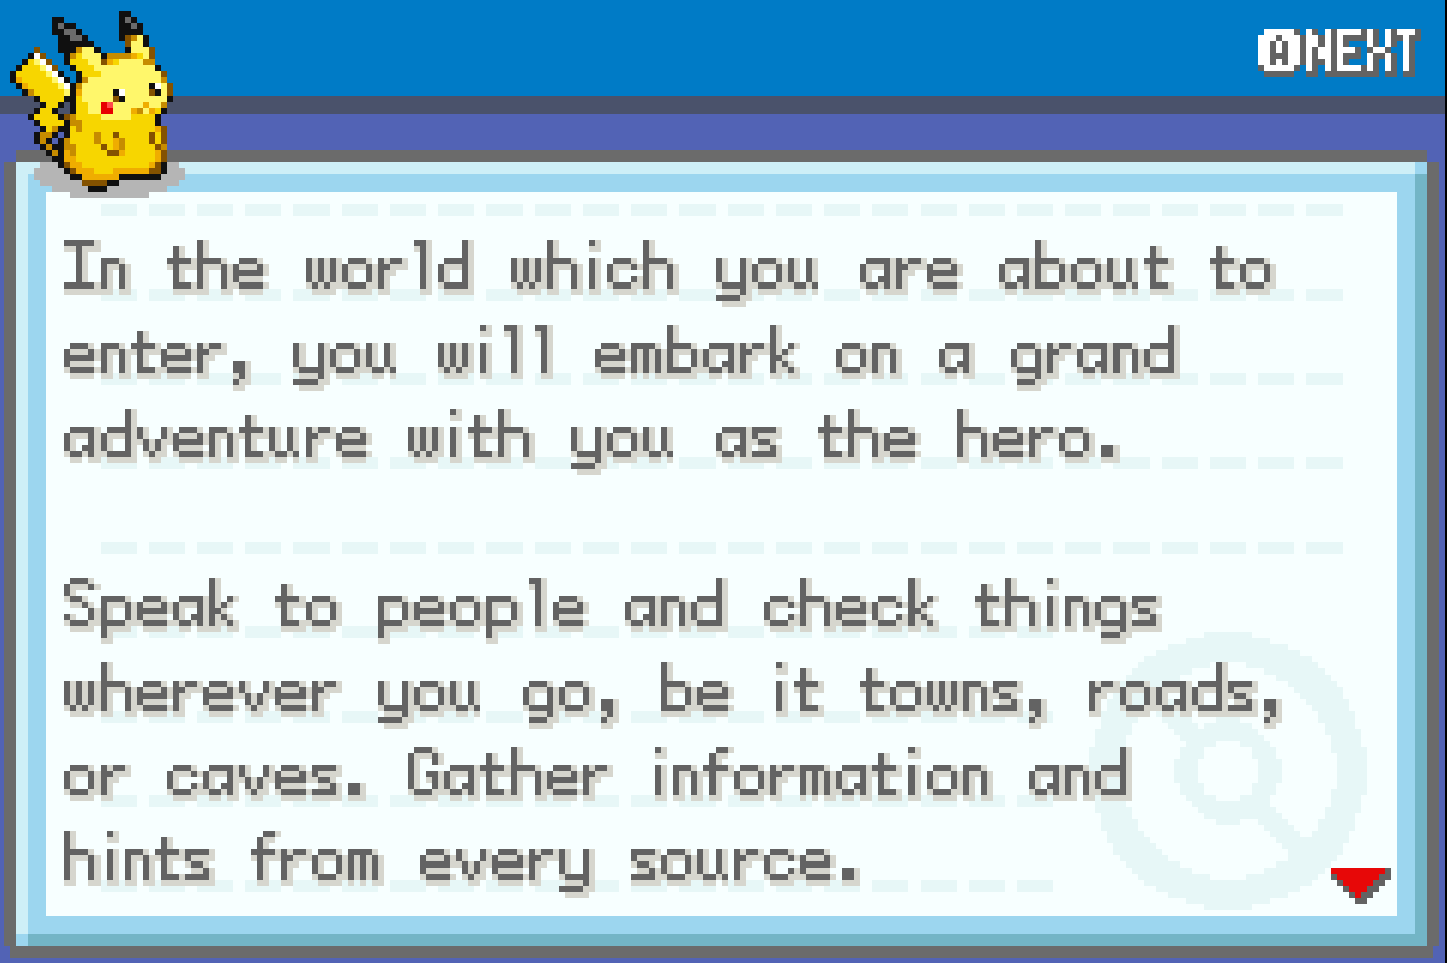 Ⓐ NEXT
In the world which you are about to
enter, you will embark on a grand
adventure with you as the hero.
Speak to people and check things
wherever you go, be it towns, roads,
or caves. Gather information and
hints from every source.